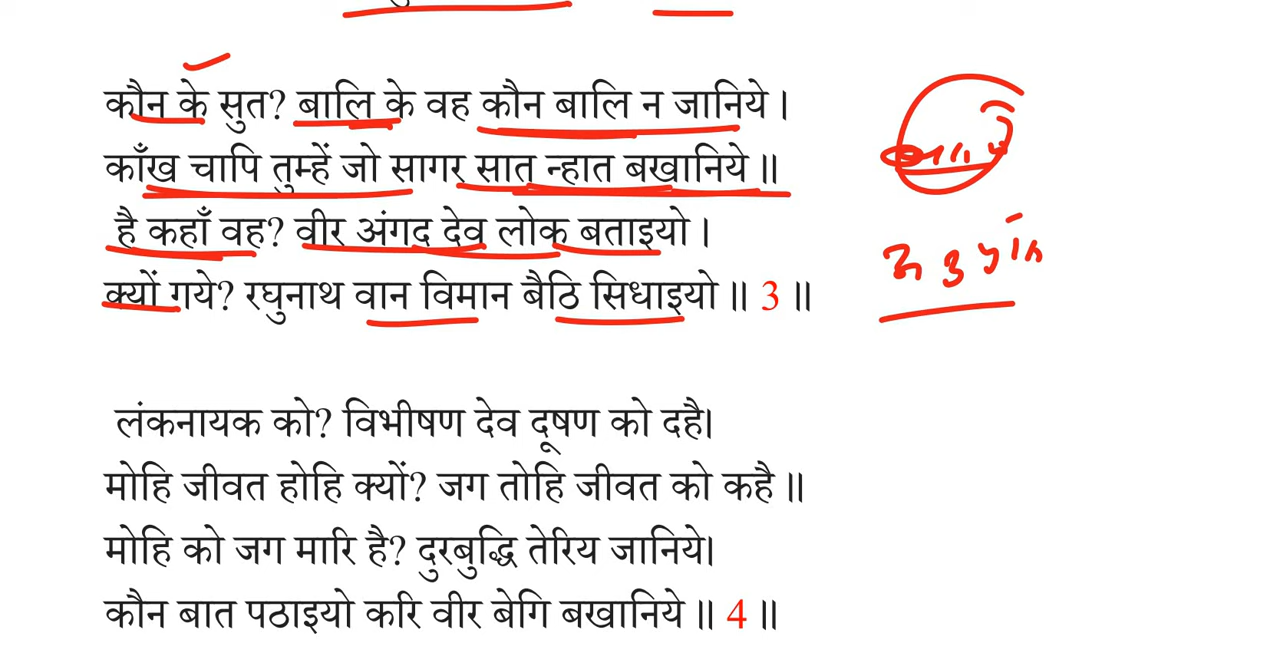 कौन के सुत? बालि के वह कौन बालि न जानिये।
काँख चापि तुम्हें जो सागर सात न्हात बखानिये॥
है कहाँ वह? वीर अंगद देव लोक बताइयो।
क्यों गये? रघुनाथ वान विमान बैठि सिधाइयो॥ 3 ॥
लंकनायक को? विभीषण देव दूषण को दहै।
मोहि जीवत होहि क्यों? जग तोहि जीवत को कहै॥
मोहि को जग मारि है? दुरबुद्धि तेरिय जानिये।
कौन बात पठाइयो करि वीर बेगि बखानिये॥ 4 ॥